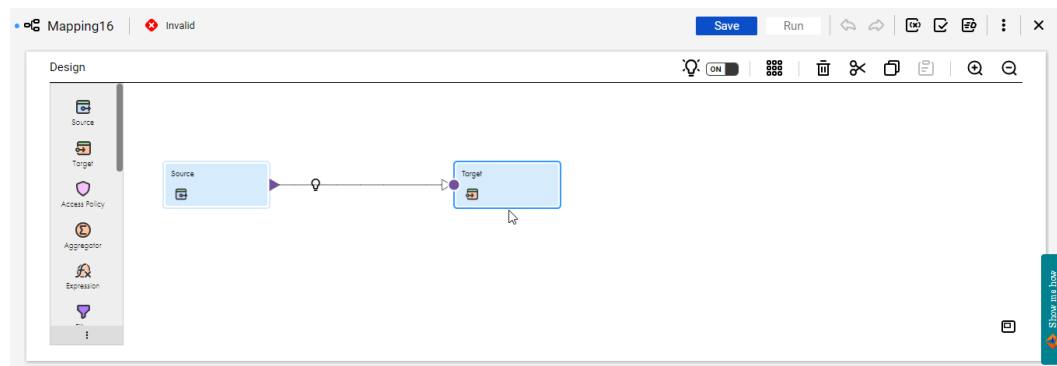 Mapping16
Invalid
Save
Run
Design
ON
Source
Target
Access Policy
Aggregator
Expression
Source
Target
Show me how